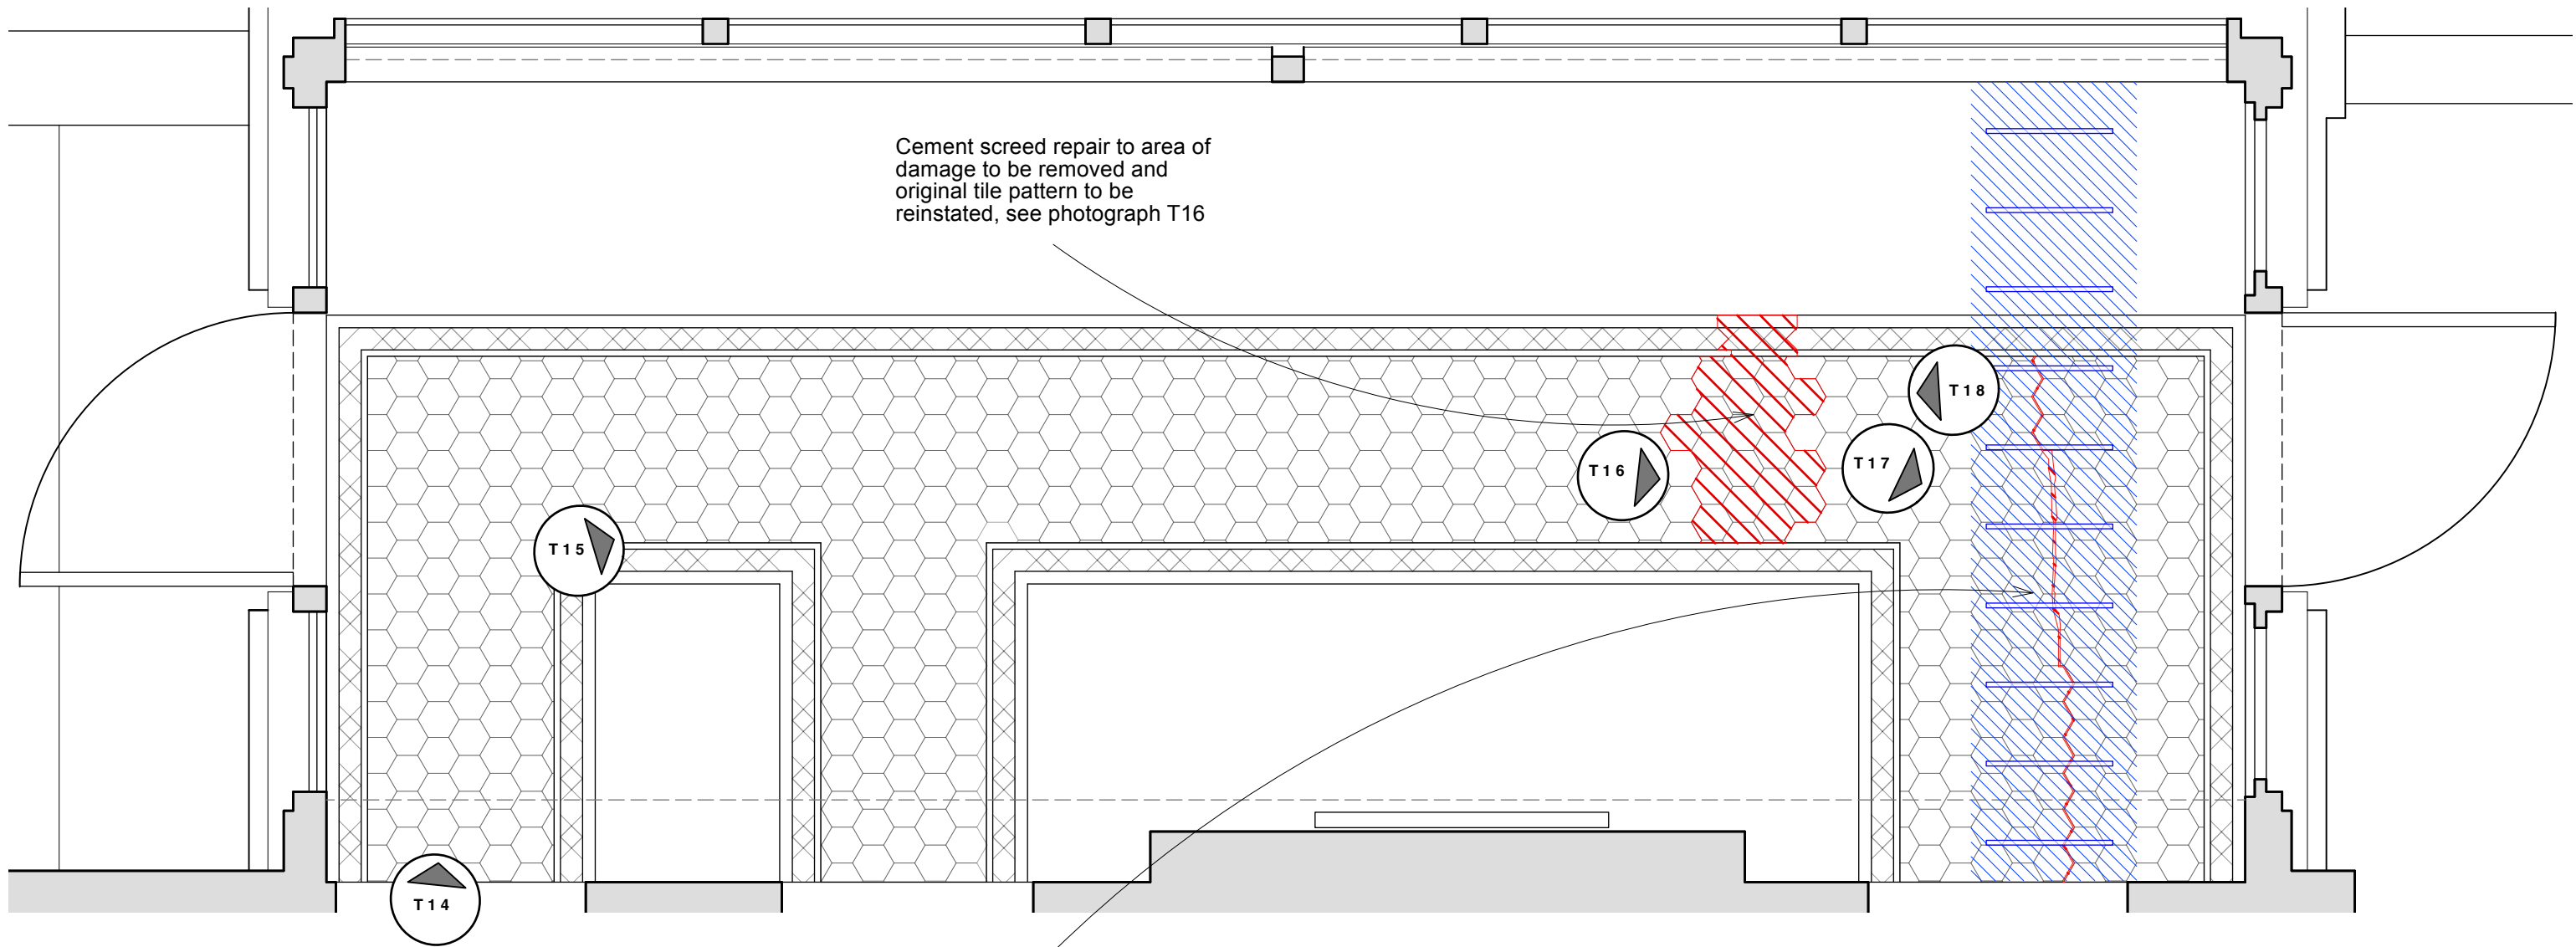 Cement screed repair to area of
damage to be removed and
original tile pattern to be
reinstated, see photograph T16
T18
T17
T16
T15
T14